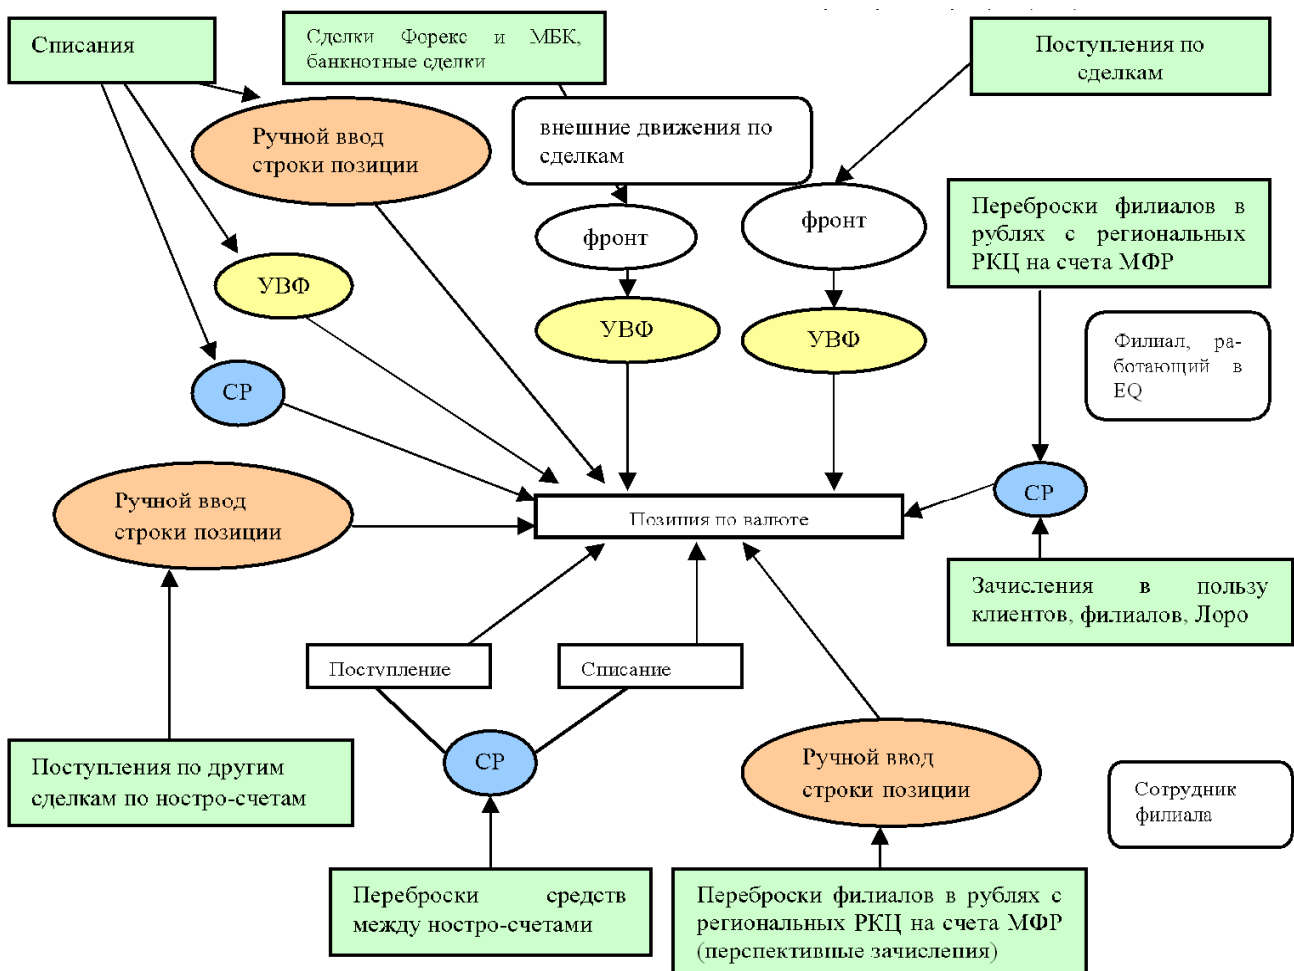 Списания
Сделки Форекс и МБК,
банкнотные сделки
Поступления по
сделкам
внешние движения по
сделкам
Ручной ввод
строки позиции
фронт
фронт
Переброски филиалов в
рублях с региональных
РКЦ на счета МФР
УВФ
УВФ
УВФ
Филиал, ра-
ботающий в
EQ
СР
Ручной ввод
строки позиции
СР
Позиция по валюте
Зачисления в пользу
клиентов, филиалов, Лоро
Поступление
Списание
СР
Ручной ввод
строки позиции
Поступления по другим
сделкам по ностро-счетам
Сотрудник
филиала
Переброски средств
между ностро-счетами
Переброски филиалов в рублях с
региональных РКЦ на счета МФР
(перспективные зачисления)